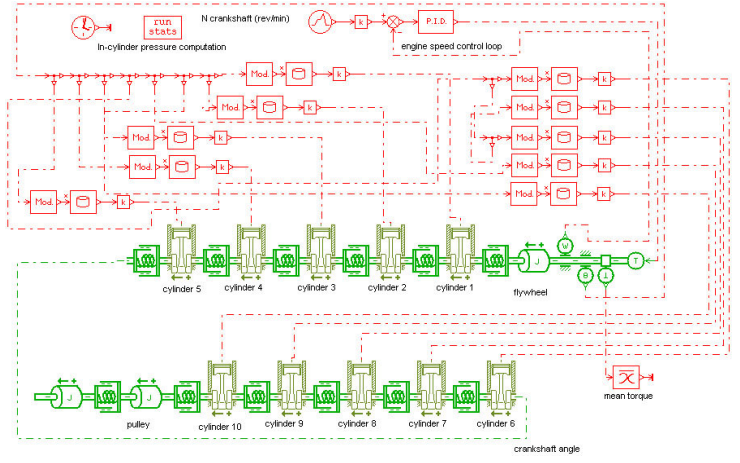 run
stats
N crankshaft (rev/min)
k
+
-
P.I.D.
In-cylinder pressure computation
engine speed control loop
Mod.
x
k
Mod.
x
k
Mod.
x
k
Mod.
x
k
Mod.
x
k
Mod.
x
k
Mod.
x
k
Mod.
x
k
Mod.
x
k
Mod.
x
k
W
J
T
cylinder 5
cylinder 4
cylinder 3
cylinder 2
cylinder 1
flywheel
J
J
X
mean torque
pulley
cylinder 10
cylinder 9
cylinder 8
cylinder 7
cylinder 6
crankshaft angle